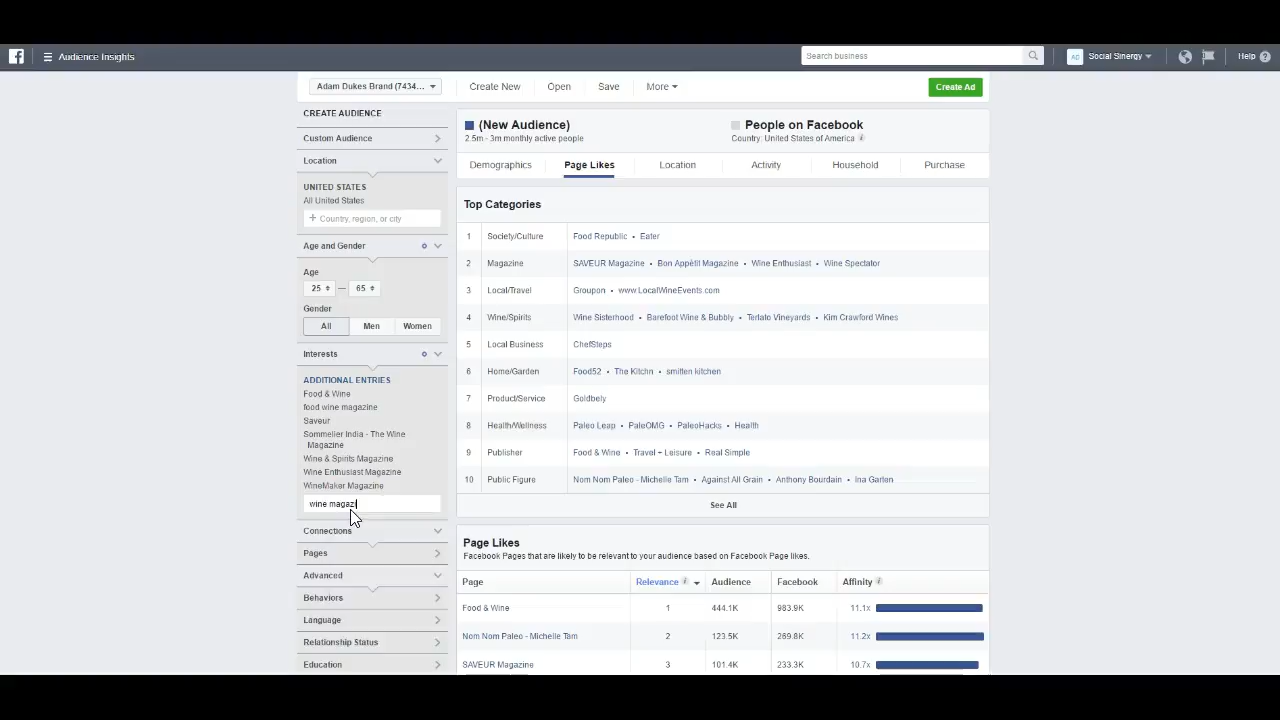 Audience Insights
Search business
AD
Social Sinergy
Help
Adam Dukes Brand (7434...
Create New
Open
Save
More
Create Ad
CREATE AUDIENCE
Custom Audience
Location
UNITED STATES
All United States
+ Country, region, or city
Age and Gender
Age
25 — 65
Gender
All Men Women
Interests
ADDITIONAL ENTRIES
Food & Wine
food wine magazine
Saveur
Sommelier India - The Wine
Magazine
Wine & Spirits Magazine
Wine Enthusiast Magazine
WineMaker Magazine
wine magazi
Connections
Pages
Advanced
Behaviors
Language
Relationship Status
Education
(New Audience)
2.5m - 3m monthly active people
People on Facebook
Country: United States of America
Demographics Page Likes Location Activity Household Purchase
Top Categories
1 Society/Culture Food Republic • Eater
2 Magazine SAVEUR Magazine • Bon Appétit Magazine • Wine Enthusiast • Wine Spectator
3 Local/Travel Groupon • www.LocalWineEvents.com
4 Wine/Spirits Wine Sisterhood • Barefoot Wine & Bubbly • Terlato Vineyards • Kim Crawford Wines
5 Local Business ChefSteps
6 Home/Garden Food52 • The Kitchn • smitten kitchen
7 Product/Service Goldbely
8 Health/Wellness Paleo Leap • PaleOMG • PaleoHacks • Health
9 Publisher Food & Wine • Travel + Leisure • Real Simple
10 Public Figure Nom Nom Paleo - Michelle Tam • Against All Grain • Anthony Bourdain • Ina Garten
See All
Page Likes
Facebook Pages that are likely to be relevant to your audience based on Facebook Page likes.
Page Relevance Audience Facebook Affinity
Food & Wine 1 444.1K 983.9K 11.1x
Nom Nom Paleo - Michelle Tam 2 123.5K 269.8K 11.2x
SAVEUR Magazine 3 101.4K 233.3K 10.7x